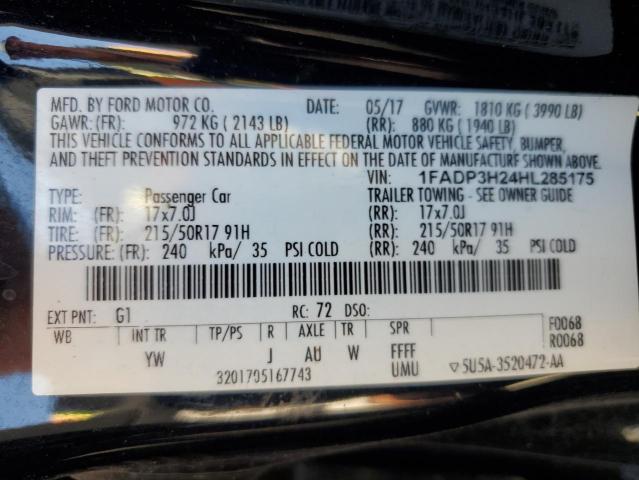 MFD. BY FORD MOTOR CO. DATE: 05/17 GVWR: 1810 KG ( 3990 LB)
GAWR:(FR): 972 KG ( 2143 LB) (RR): 880 KG ( 1940 LB)
THIS VEHICLE CONFORMS TO ALL APPLICABLE FEDERAL MOTOR VEHICLE SAFETY, BUMPER,
AND THEFT PREVENTION STANDARDS IN EFFECT ON THE DATE OF MANUFACTURE SHOWN ABOVE.
VIN: 1FADP3H24HL285175
TYPE: Passenger Car TRAILER TOWING - SEE OWNER GUIDE
RIM: (FR): 17x7.0J (RR): 17x7.0J
TIRE: (FR): 215/50R17 91H (RR): 215/50R17 91H
PRESSURE: (FR): 240 kPa/ 35 PSI COLD (RR): 240 kPa/ 35 PSI COLD
EXT PNT: G1 RC: 72 DSO:
WB INT TR TP/PS R AXLE TR SPR F0068
R0068
YW J AU W FFFF
UMU
3201705167743 ▽5U5A-3520472-AA